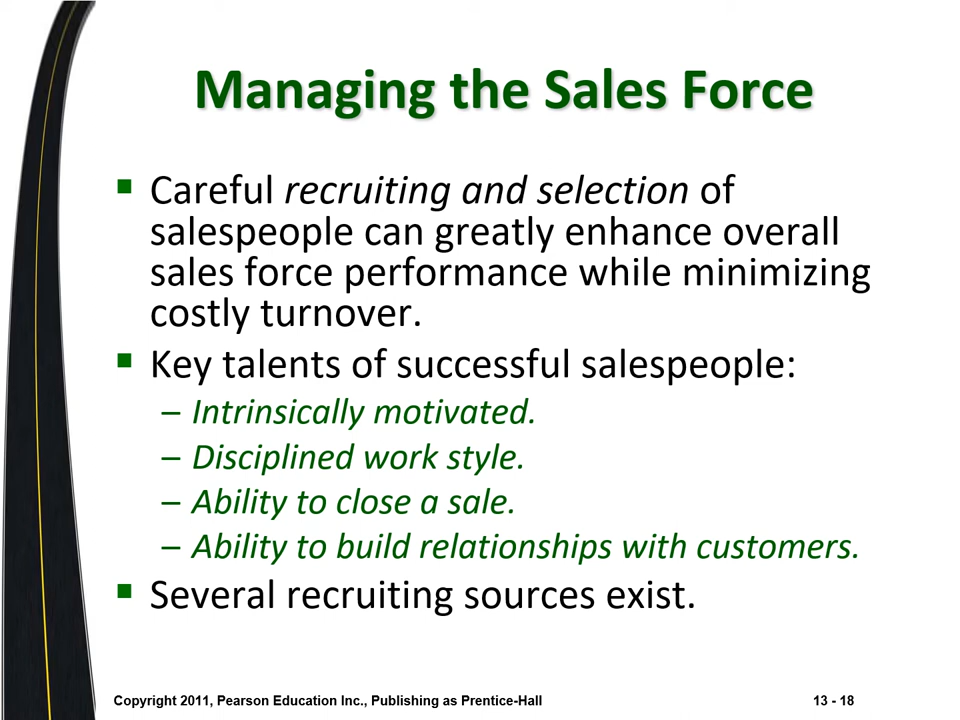 Managing the Sales Force
▪ Careful recruiting and selection of
salespeople can greatly enhance overall
sales force performance while minimizing
costly turnover.
▪ Key talents of successful salespeople:
– Intrinsically motivated.
– Disciplined work style.
– Ability to close a sale.
– Ability to build relationships with customers.
▪ Several recruiting sources exist.
Copyright 2011, Pearson Education Inc., Publishing as Prentice-Hall
13 - 18